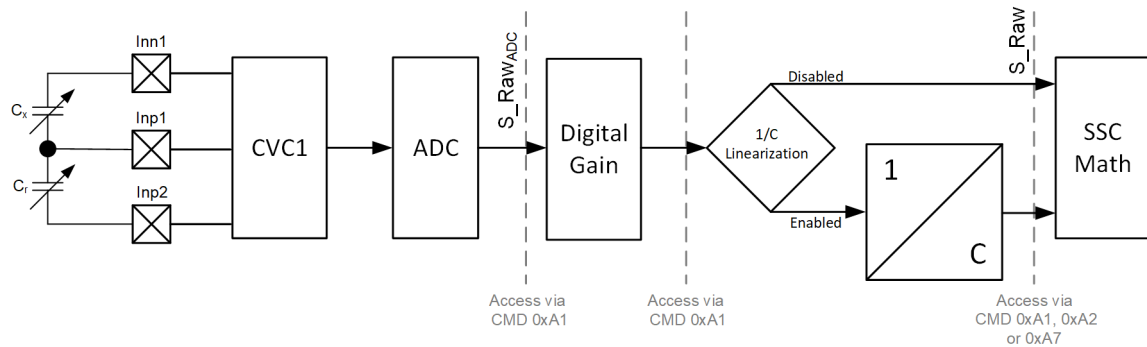 Inn1
Cx
Inp1
Cr
Inp2
CVC1
ADC
S_RawADC
Digital
Gain
1/C
Linearization
Disabled
Enabled
1
C
S_Raw
SSC
Math
Access via
CMD 0xA1
Access via
CMD 0xA1
Access via
CMD 0xA1, 0xA2
or 0xA7